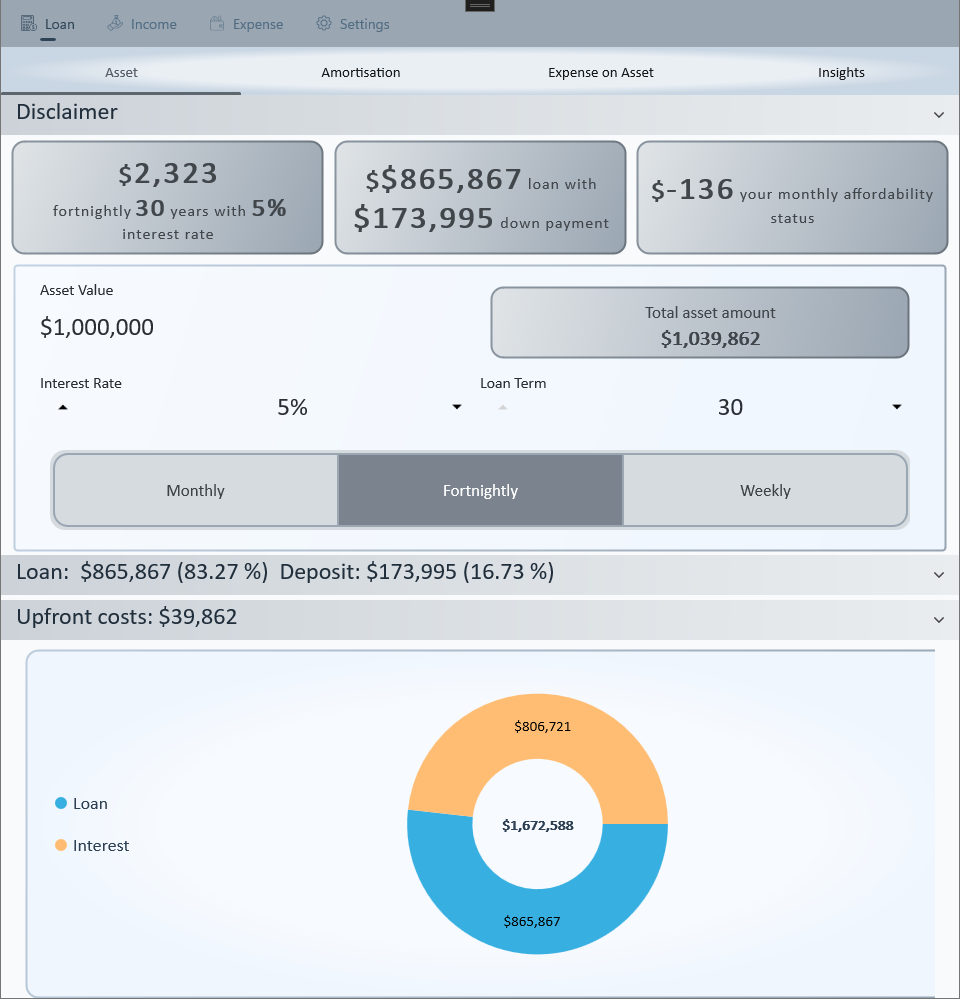 Loan Income Expense Settings
Asset Amortisation Expense on Asset Insights
Disclaimer
$2,323
fortnightly 30 years with 5%
interest rate
$$865,867 loan with
$173,995 down payment
$-136 your monthly affordability
status
Asset Value
$1,000,000
Total asset amount
$1,039,862
Interest Rate
5%
Loan Term
30
Monthly Fortnightly Weekly
Loan: $865,867 (83.27 %) Deposit: $173,995 (16.73 %)
Upfront costs: $39,862
Loan
Interest
$806,721
$1,672,588
$865,867